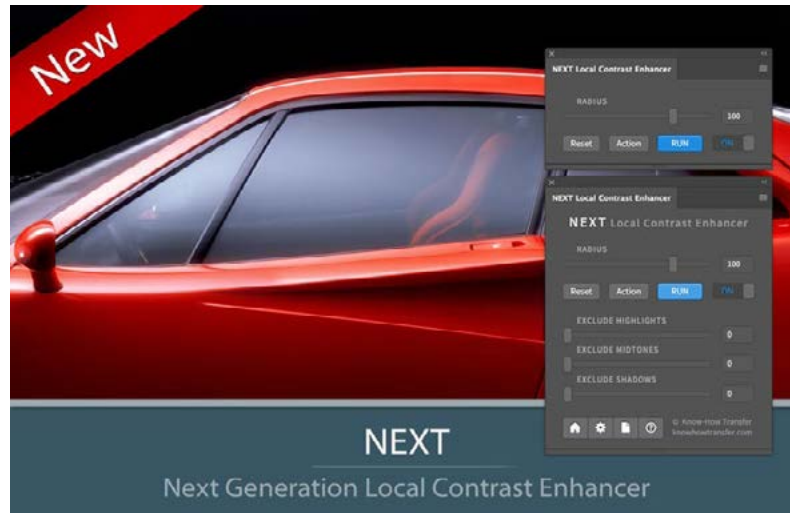 New
NEXT Local Contrast Enhancer
RADIUS
100
Reset Action RUN ON
NEXT Local Contrast Enhancer
NEXT Local Contrast Enhancer
RADIUS
100
Reset Action RUN ON
EXCLUDE HIGHLIGHTS
0
EXCLUDE MIDTONES
0
EXCLUDE SHADOWS
0
© Know-How Transfer
knowhowtransfer.com
NEXT
Next Generation Local Contrast Enhancer